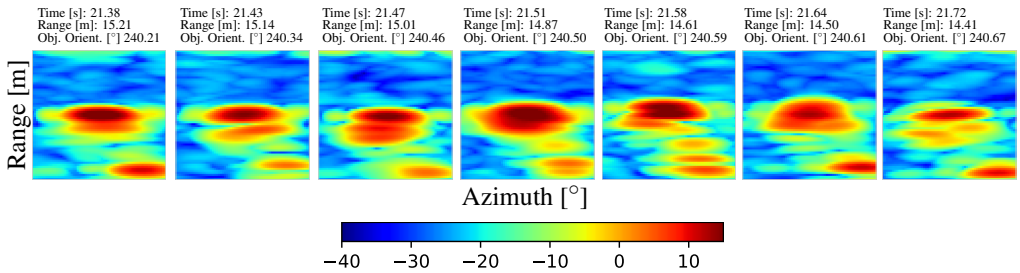 Time [s]: 21.38
Range [m]: 15.21
Obj. Orient. [°] 240.21
Time [s]: 21.43
Range [m]: 15.14
Obj. Orient. [°] 240.34
Time [s]: 21.47
Range [m]: 15.01
Obj. Orient. [°] 240.46
Time [s]: 21.51
Range [m]: 14.87
Obj. Orient. [°] 240.50
Time [s]: 21.58
Range [m]: 14.61
Obj. Orient. [°] 240.59
Time [s]: 21.64
Range [m]: 14.50
Obj. Orient. [°] 240.61
Time [s]: 21.72
Range [m]: 14.41
Obj. Orient. [°] 240.67
Range [m]
Azimuth [°]
−40 −30 −20 −10 0 10